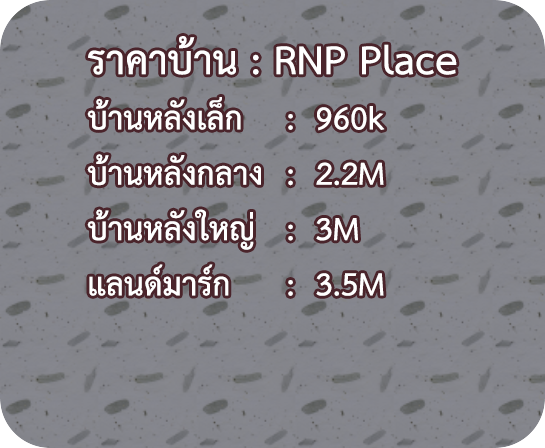 ราคาบ้าน : RNP Place
บ้านหลังเล็ก : 960k
บ้านหลังกลาง : 2.2M
บ้านหลังใหญ่ : 3M
แลนด์มาร์ก : 3.5M